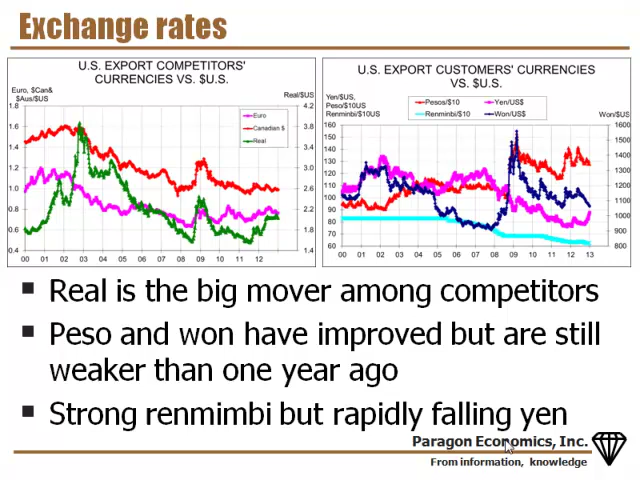 Exchange rates
U.S. EXPORT COMPETITORS'
CURRENCIES VS. $U.S.
Euro, $Can&
$Aus/$US
Real/$US
Euro
Canadian $
Real
1.8
1.6
1.4
1.2
1.0
0.8
0.6
0.4
4.2
3.8
3.4
3.0
2.6
2.2
1.8
1.4
00 01 02 03 04 05 06 07 08 09 10 11 12
U.S. EXPORT CUSTOMERS' CURRENCIES
VS. $U.S.
Yen/$US,
Peso/$10US
Renminbi/$10US
Won/$US
Pesos/$10
Yen/US$
Renminbi/$10
Won/US$
160
150
140
130
120
110
100
90
80
70
60
1600
1500
1400
1300
1200
1100
1000
900
800
00 01 02 03 04 05 06 07 08 09 10 11 12 13
▪ Real is the big mover among competitors
▪ Peso and won have improved but are still
weaker than one year ago
▪ Strong renmimbi but rapidly falling yen
Paragon Economics, Inc.
From information, knowledge